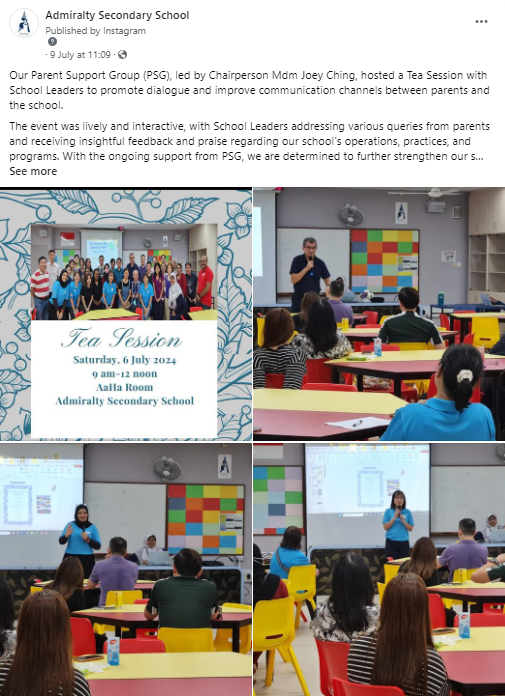 Admiralty Secondary School
Published by Instagram
· 9 July at 11:09 ·
Our Parent Support Group (PSG), led by Chairperson Mdm Joey Ching, hosted a Tea Session with
School Leaders to promote dialogue and improve communication channels between parents and
the school.
The event was lively and interactive, with School Leaders addressing various queries from parents
and receiving insightful feedback and praise regarding our school's operations, practices, and
programs. With the ongoing support from PSG, we are determined to further strengthen our s...
See more
Tea Session
Saturday, 6 July 2024
9 am-12 noon
AaHa Room
Admiralty Secondary School